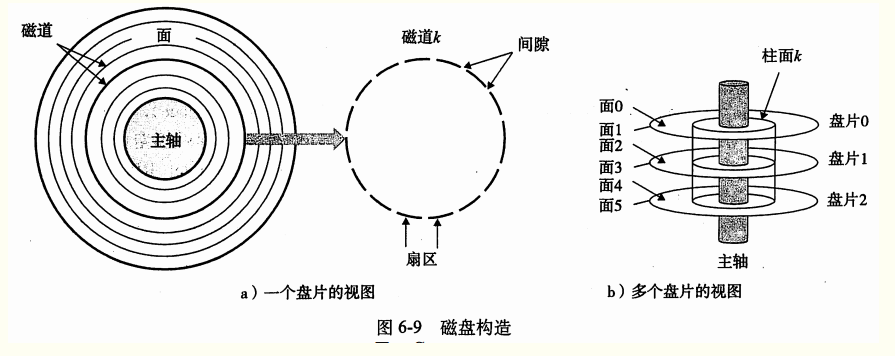 磁道
面
主轴
磁道k
间隙
扇区
a）一个盘片的视图
柱面k
面0
面1
面2
面3
面4
面5
盘片0
盘片1
盘片2
主轴
b）多个盘片的视图
图 6-9 磁盘构造